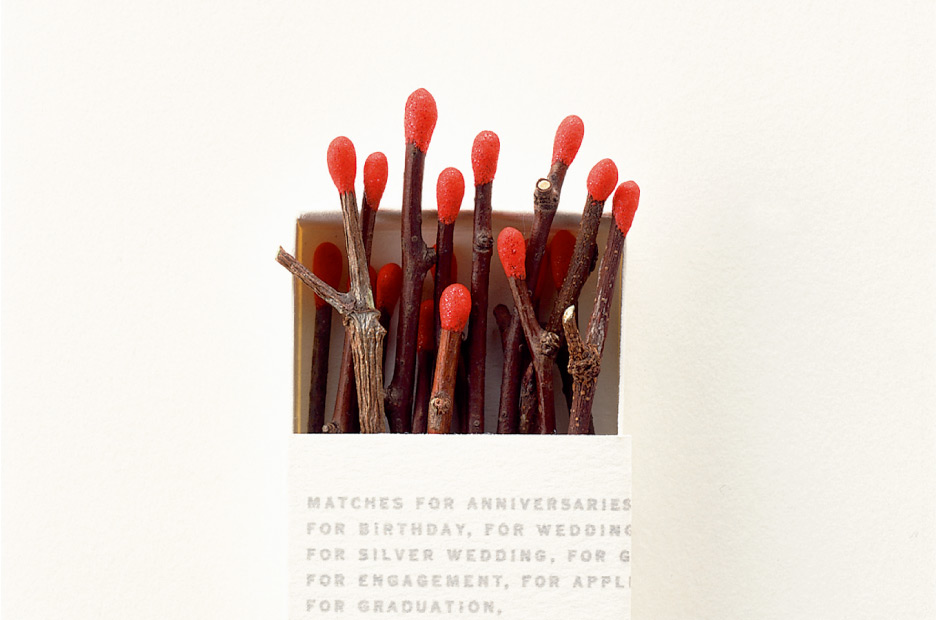 MATCHES FOR ANNIVERSARIES
FOR BIRTHDAY, FOR WEDDING
FOR SILVER WEDDING, FOR G
FOR ENGAGEMENT, FOR APPLI
FOR GRADUATION,